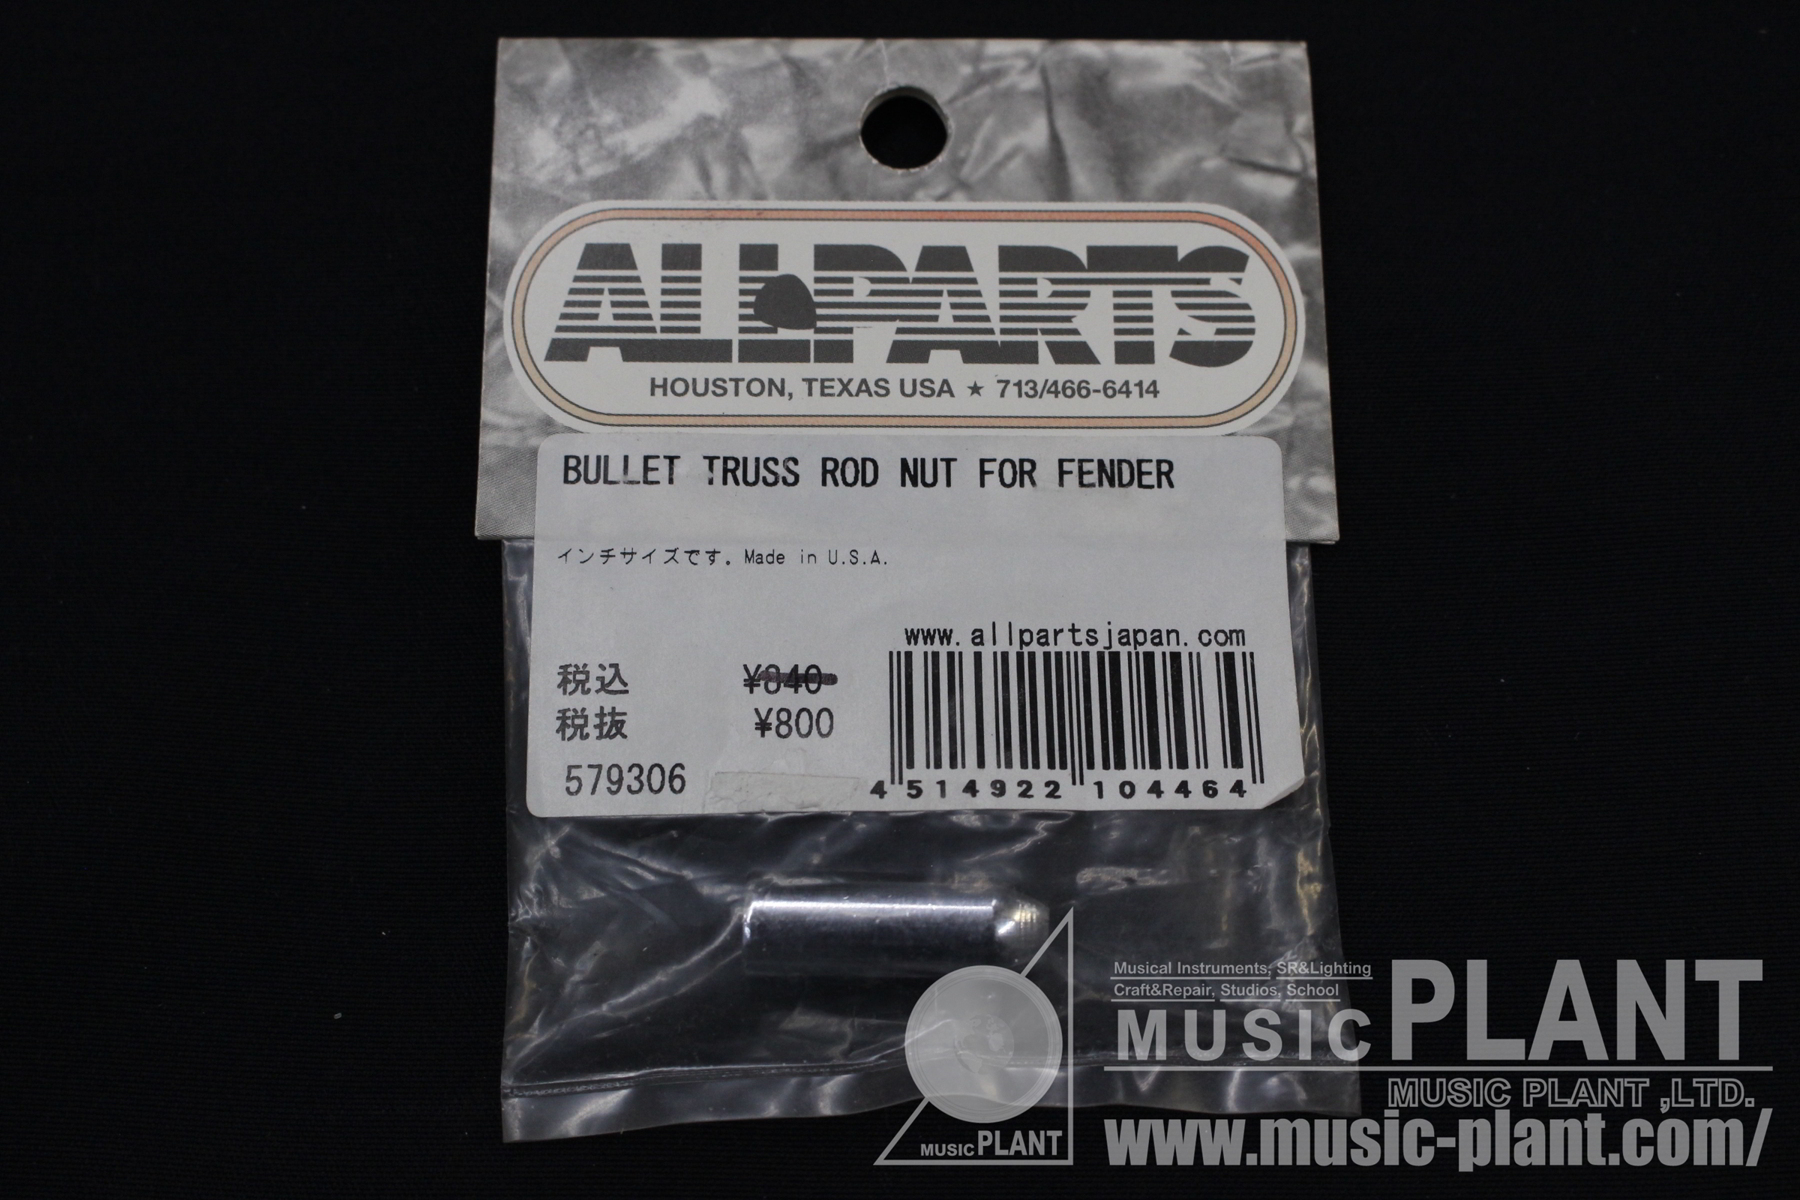 ALLPARTS
HOUSTON, TEXAS USA ★ 713/466-6414
BULLET TRUSS ROD NUT FOR FENDER
インチサイズです。Made in U.S.A.
www.allpartsjapan.com
税込 ¥840
税抜 ¥800
579306
4 514922 104464
Musical Instruments, SR&Lighting
Craft&Repair, Studios, School
MUSIC PLANT
MUSIC PLANT ,LTD.
MUSIC PLANT
www.music-plant.com/